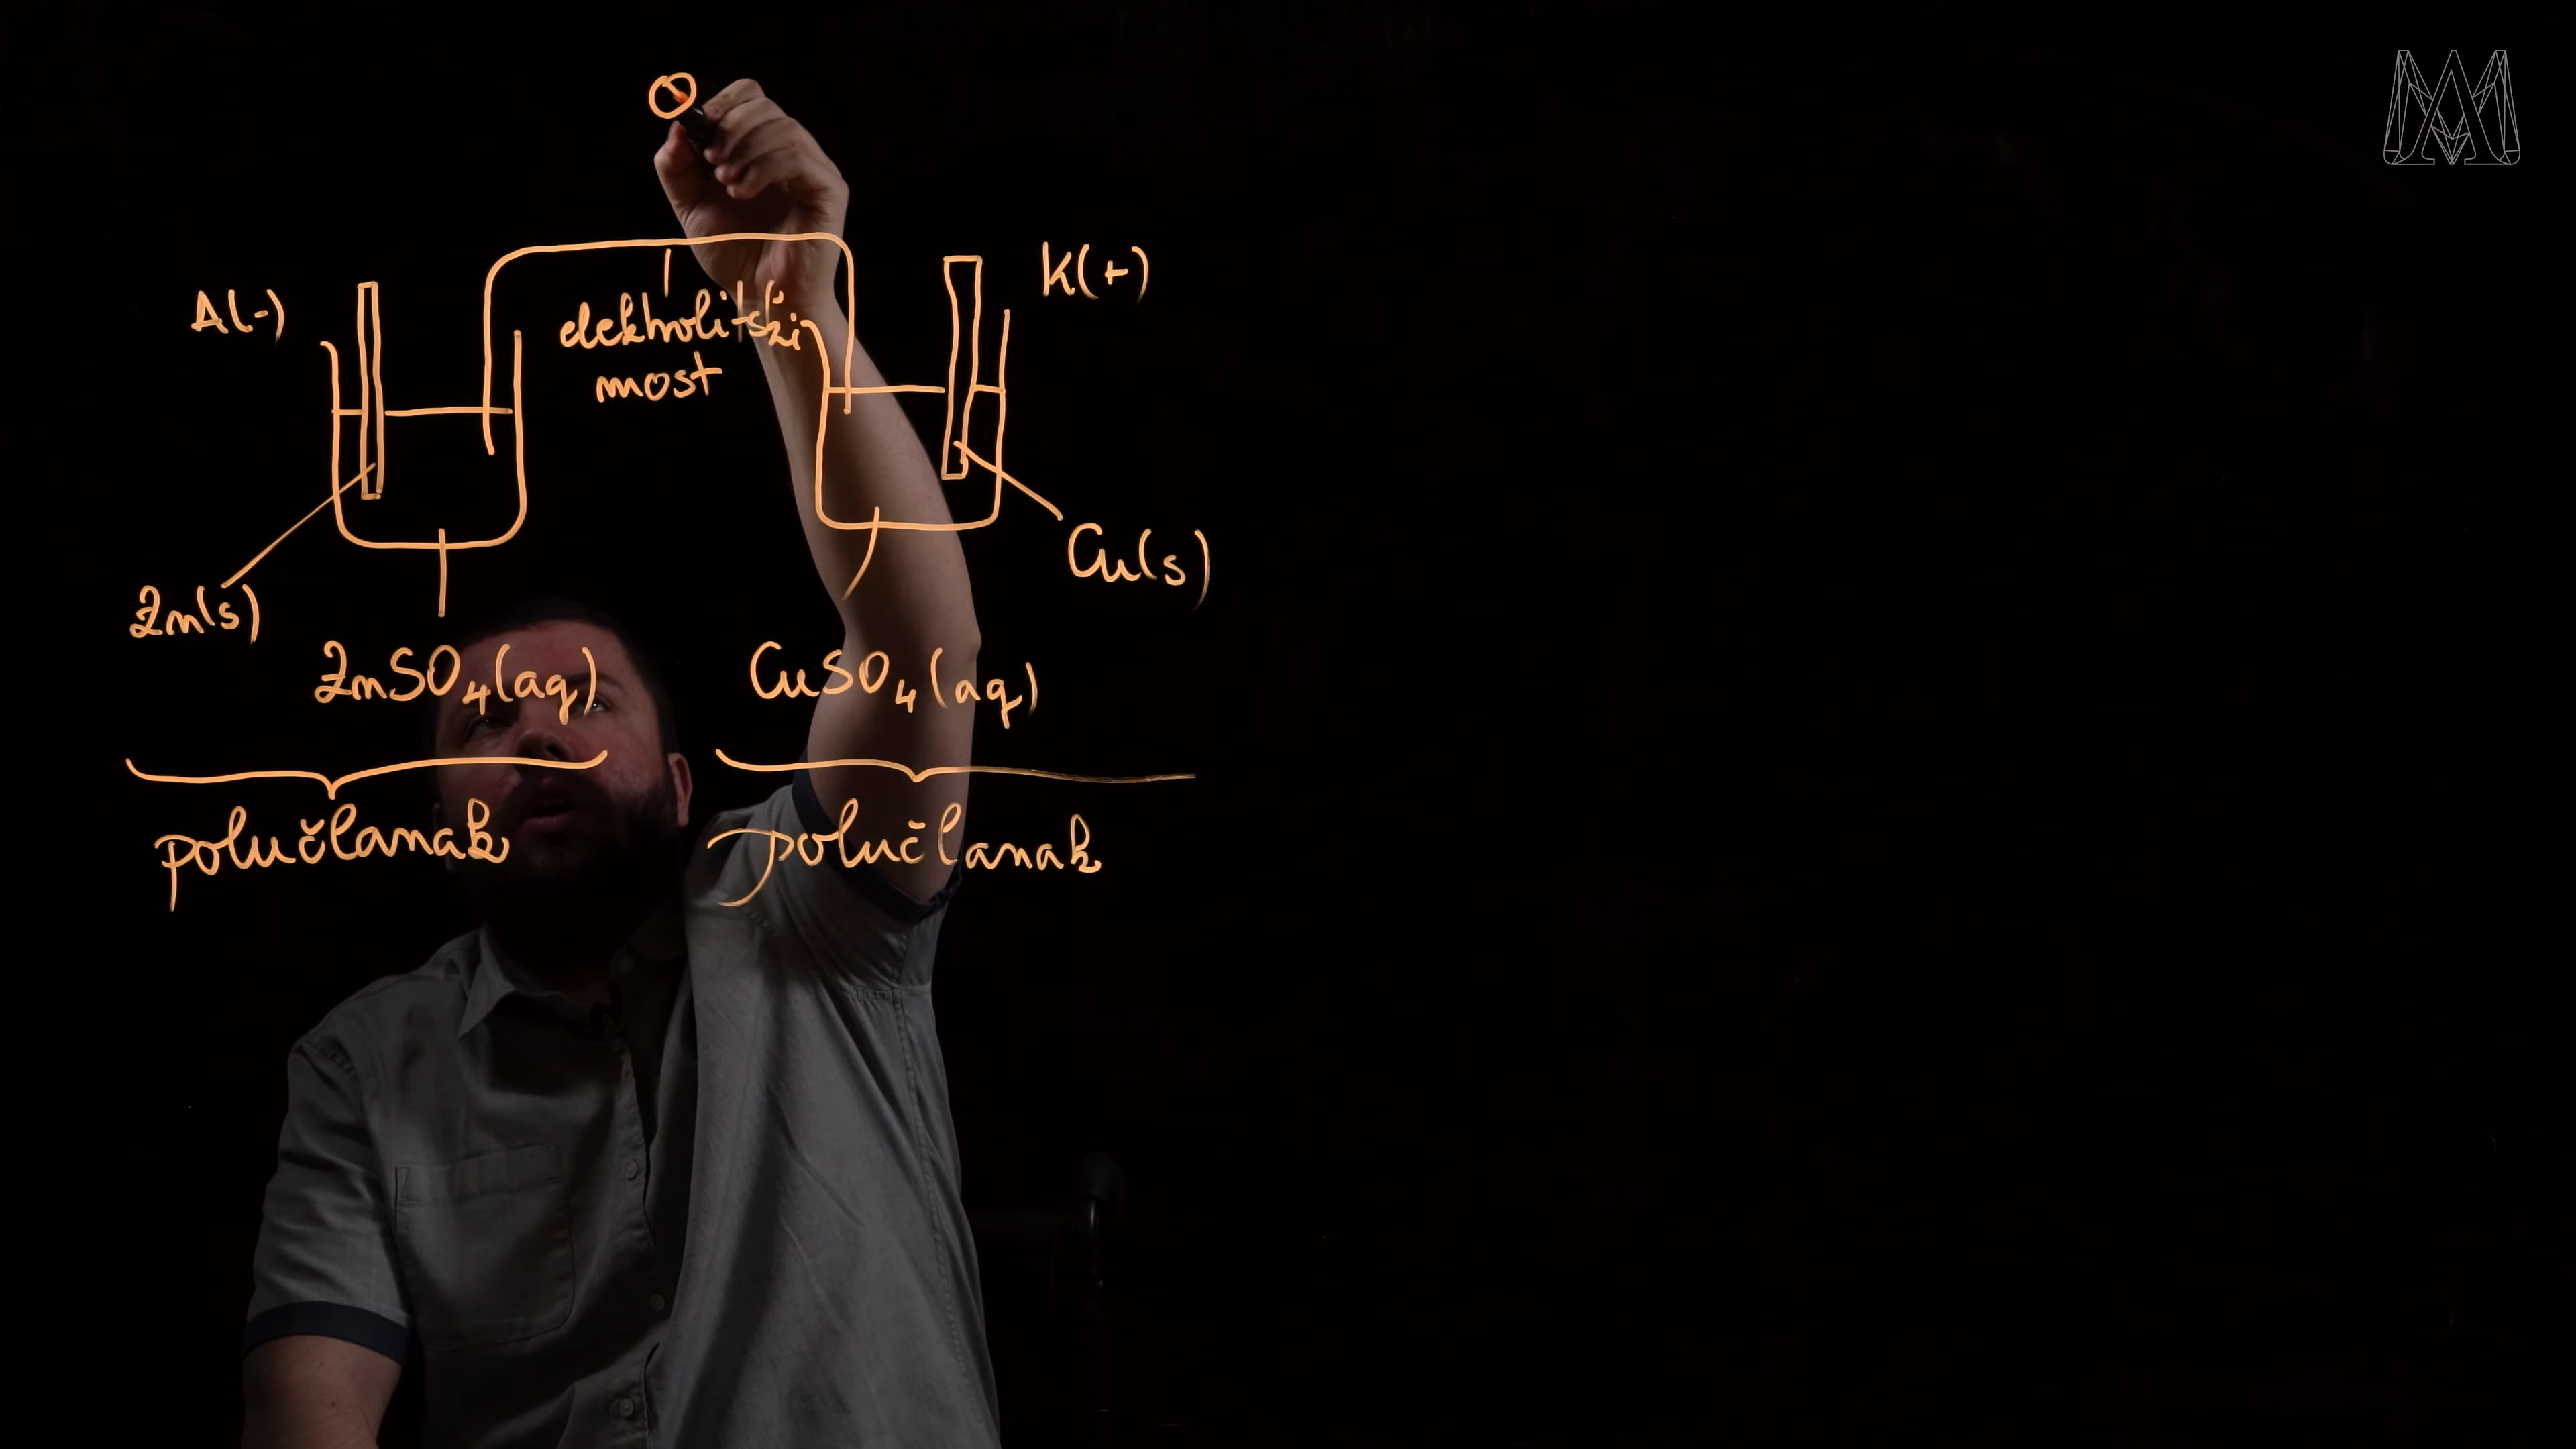 A(-)
K(+)
elektrolitski
most
Zn(s)
Cu(s)
ZnSO₄(aq)
CuSO₄(aq)
polučlanak
polučlanak